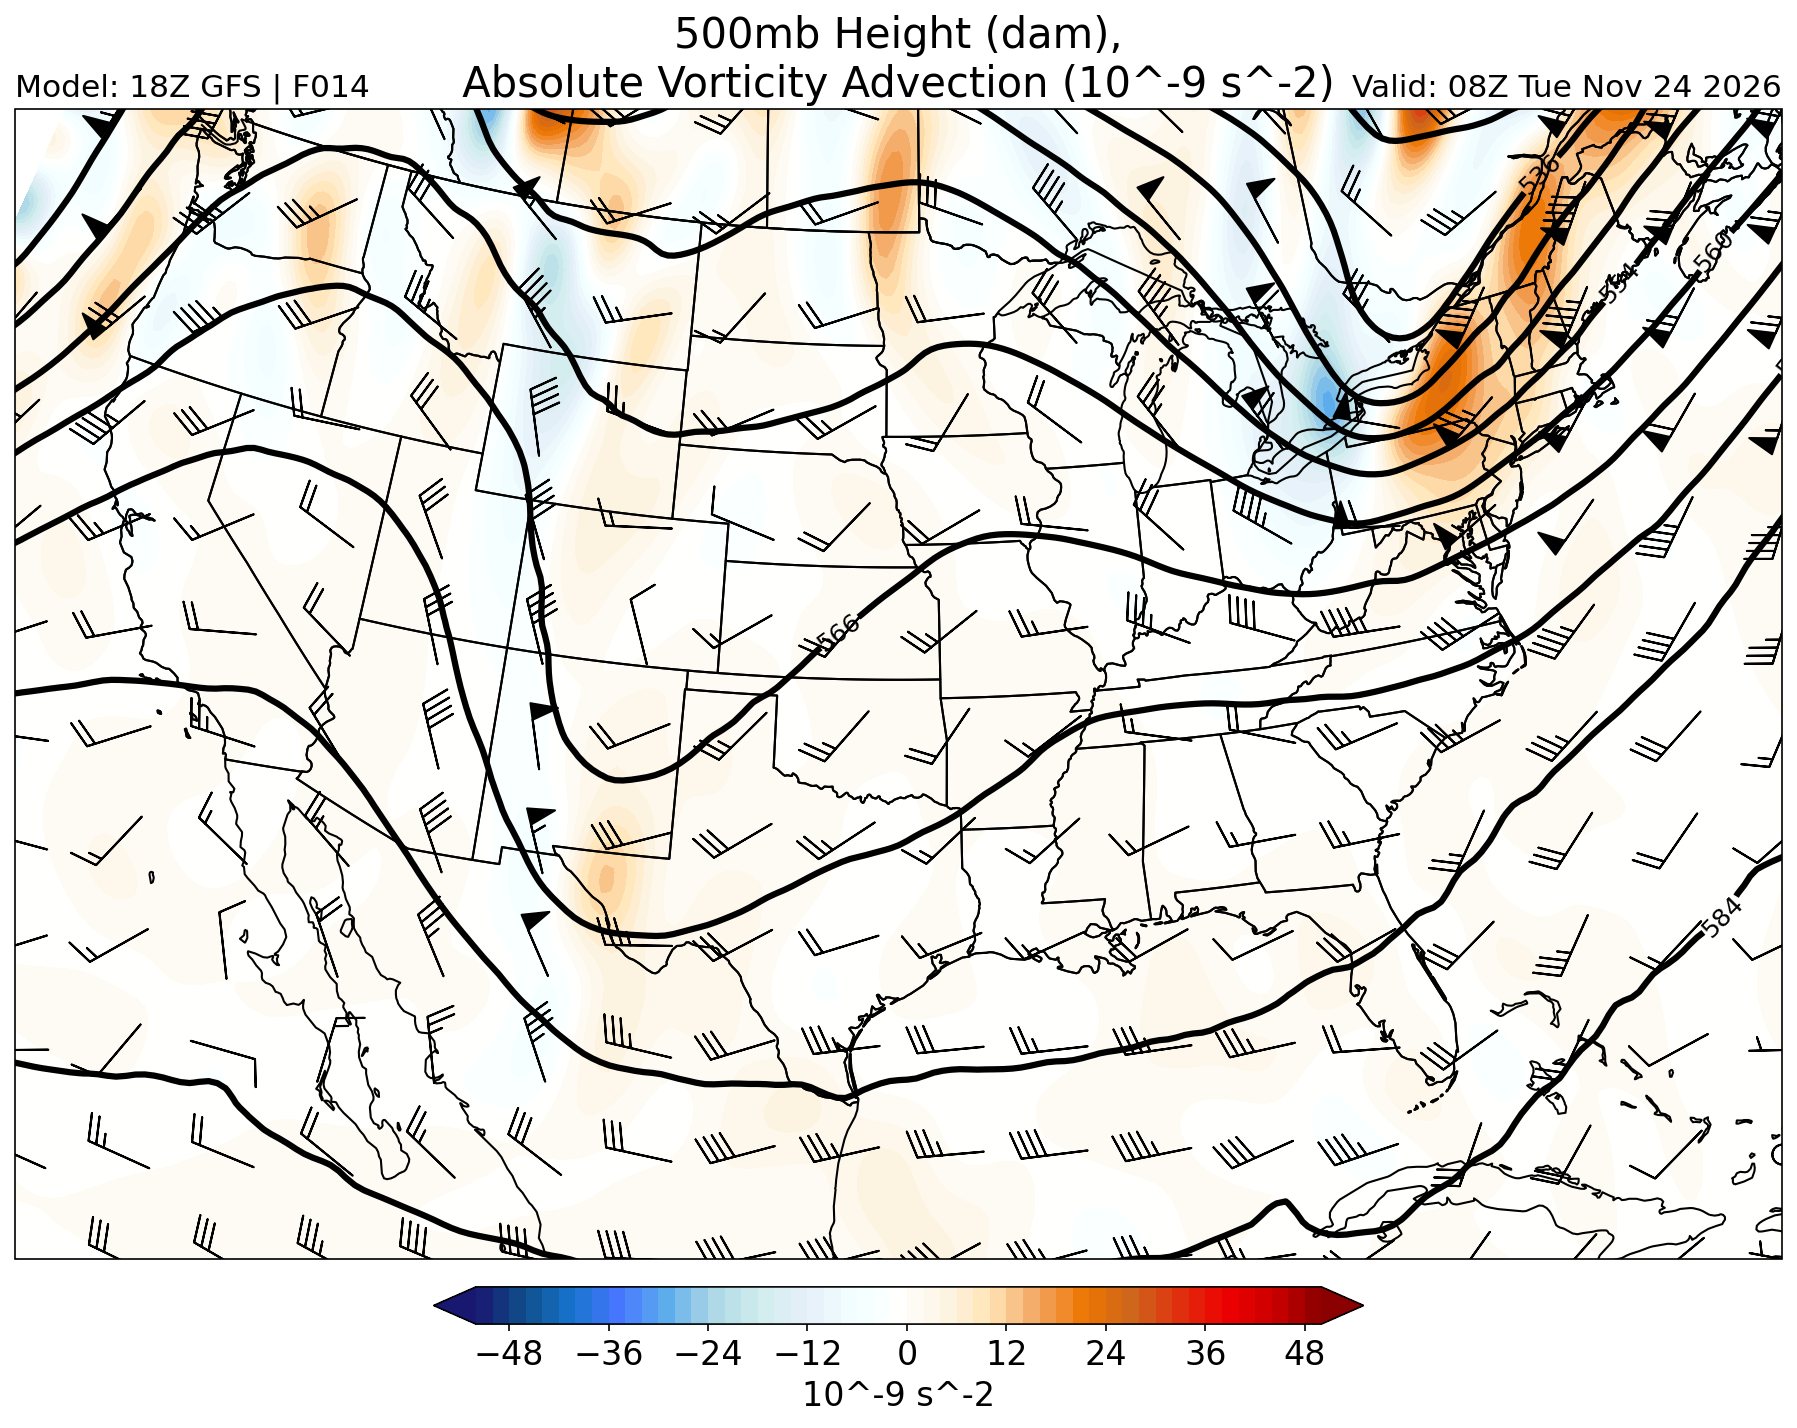 500mb Height (dam),
Model: 18Z GFS | F014
Absolute Vorticity Advection (10^-9 s^-2)
Valid: 08Z Tue Nov 24 2026
536
560
554
566
584
−48 −36 −24 −12 0 12 24 36 48
10^-9 s^-2